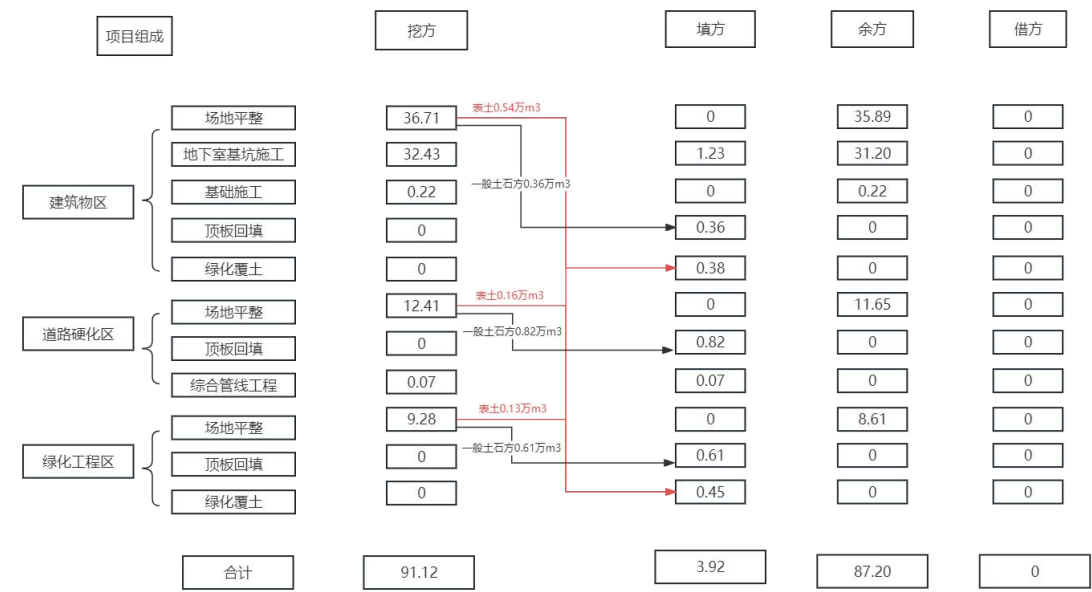 项目组成 挖方 填方 余方 借方
表土0.54万m3
场地平整 36.71 0 35.89 0
地下室基坑施工 32.43 1.23 31.20 0
一般土石方0.36万m3
建筑物区 基础施工 0.22 0 0.22 0
顶板回填 0 0.36 0 0
绿化覆土 0 0.38 0 0
表土0.16万m3
场地平整 12.41 0 11.65 0
一般土石方0.82万m3
道路硬化区 顶板回填 0 0.82 0 0
综合管线工程 0.07 0.07 0 0
表土0.13万m3
场地平整 9.28 0 8.61 0
一般土石方0.61万m3
绿化工程区 顶板回填 0 0.61 0 0
绿化覆土 0 0.45 0 0
合计 91.12 3.92 87.20 0